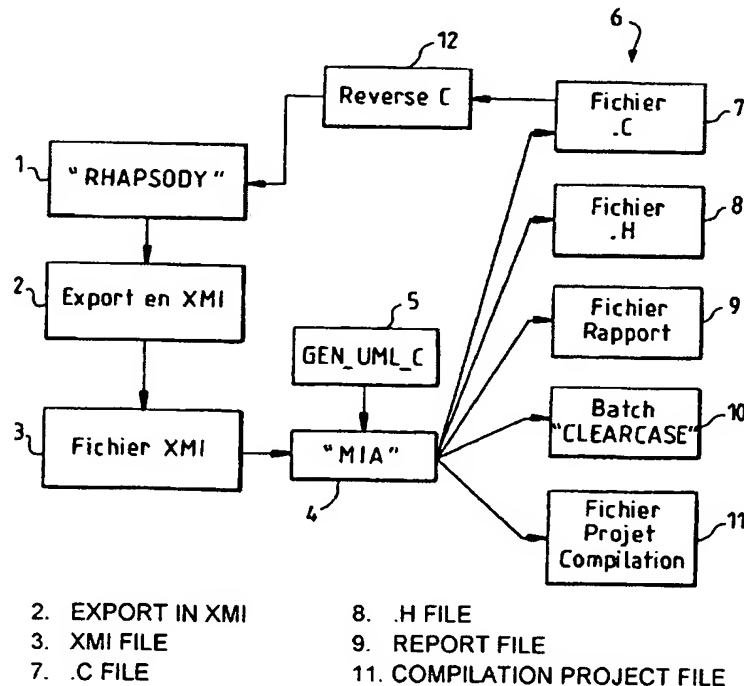 6
12
Reverse C
Fichier
.C
7
1
"RHAPSODY"
Fichier
.H
8
2
Export en XMI
5
GEN_UML_C
Fichier
Rapport
9
3
Fichier XMI
"MIA"
4
Batch
"CLEARCASE"
10
Fichier
Projet
Compilation
11
2. EXPORT IN XMI
3. XMI FILE
7. .C FILE
8. .H FILE
9. REPORT FILE
11. COMPILATION PROJECT FILE